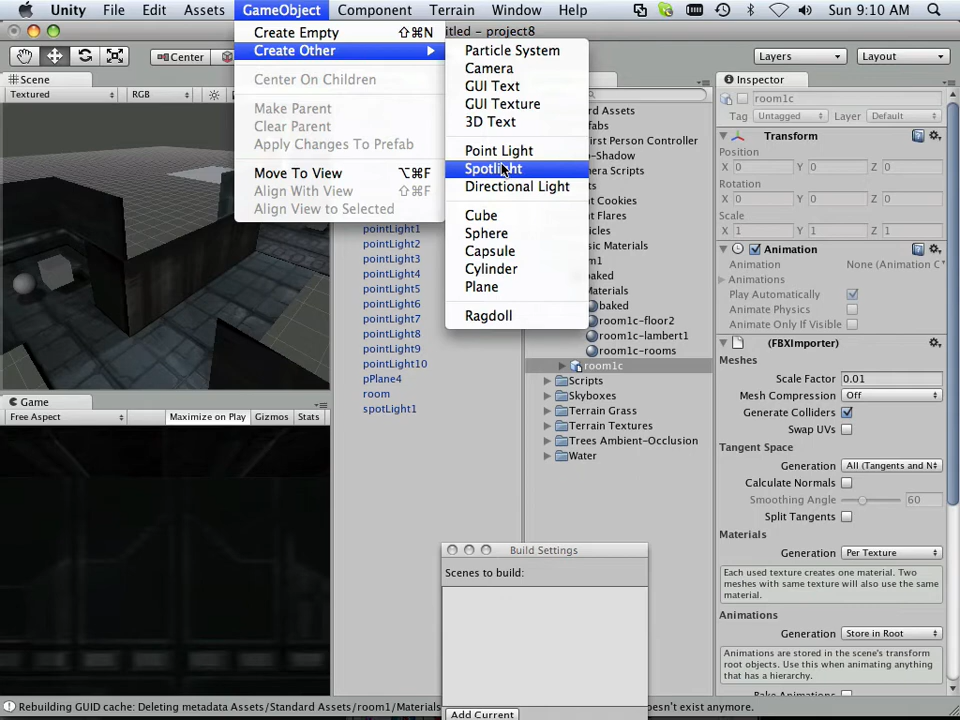 Unity File Edit Assets GameObject Component Terrain Window Help Sun 9:10 AM
titled - project8
Center
Layers
Layout
Create Empty ⇧⌘N
Create Other
Center On Children
Make Parent
Clear Parent
Apply Changes To Prefab
Move To View ⌥⌘F
Align With View ⇧⌘F
Align View to Selected
Particle System
Camera
GUI Text
GUI Texture
3D Text
Point Light
Spotlight
Directional Light
Cube
Sphere
Capsule
Cylinder
Plane
Ragdoll
Scene
Textured
RGB
pointLight1
pointLight2
pointLight3
pointLight4
pointLight5
pointLight6
pointLight7
pointLight8
pointLight9
pointLight10
pPlane4
room
spotLight1
rd Assets
fabs
irst Person Controller
o-Shadow
mera Scripts
ts
nt Cookies
nt Flares
icles
sic Materials
m1
baked
Materials
baked
room1c-floor2
room1c-lambert1
room1c-rooms
room1c
Scripts
Skyboxes
Terrain Grass
Terrain Textures
Trees Ambient-Occlusion
Water
Game
Free Aspect
Maximize on Play
Gizmos
Stats
Build Settings
Scenes to build:
Add Current
Inspector
room1c
Tag Untagged Layer Default
Transform
Position
X 0 Y 0 Z 0
Rotation
X 0 Y 0 Z 0
Scale
X 1 Y 1 Z 1
Animation
Animation None (Animation C
Animations
Play Automatically
Animate Physics
Animate Only If Visible
(FBXImporter)
Meshes
Scale Factor 0.01
Mesh Compression Off
Generate Colliders
Swap UVs
Tangent Space
Generation All (Tangents and N
Calculate Normals
Smoothing Angle 60
Split Tangents
Materials
Generation Per Texture
Each used texture creates one material. Two
meshes with same texture will also use the same
material.
Animations
Generation Store in Root
Animations are stored in the scene's transform
root objects. Use this when animating anything
that has a hierarchy.
Rebuilding GUID cache: Deleting metadata Assets/Standard Assets/room1/Materials
esn't exist anymore.